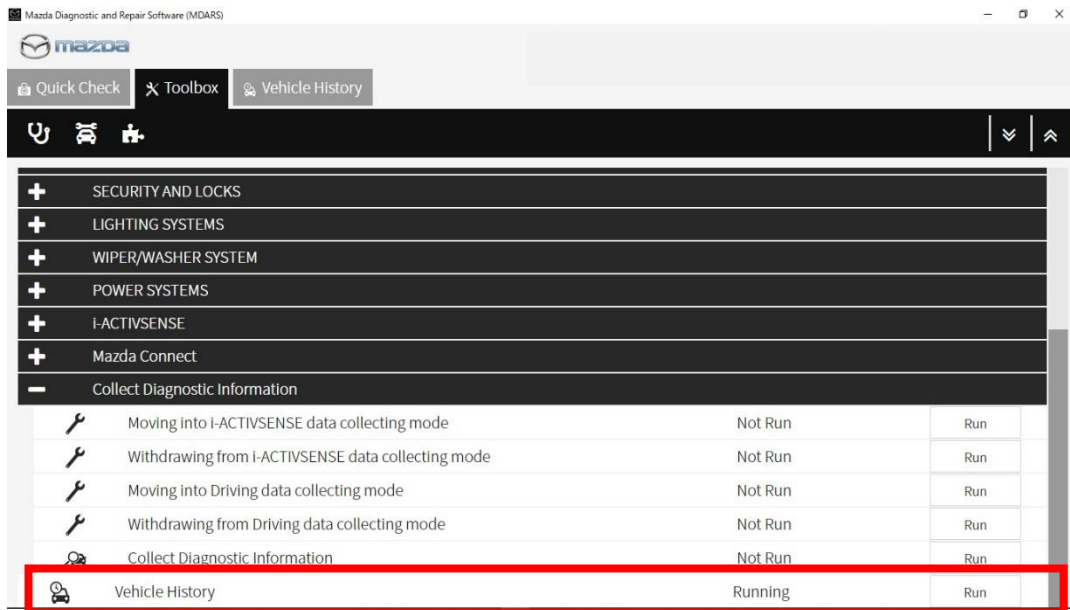 Mazda Diagnostic and Repair Software (MDARS)
mazda
Quick Check Toolbox Vehicle History
SECURITY AND LOCKS
LIGHTING SYSTEMS
WIPER/WASHER SYSTEM
POWER SYSTEMS
i-ACTIVSENSE
Mazda Connect
Collect Diagnostic Information
Moving into i-ACTIVSENSE data collecting mode Not Run Run
Withdrawing from i-ACTIVSENSE data collecting mode Not Run Run
Moving into Driving data collecting mode Not Run Run
Withdrawing from Driving data collecting mode Not Run Run
Collect Diagnostic Information Not Run
Vehicle History Running Run